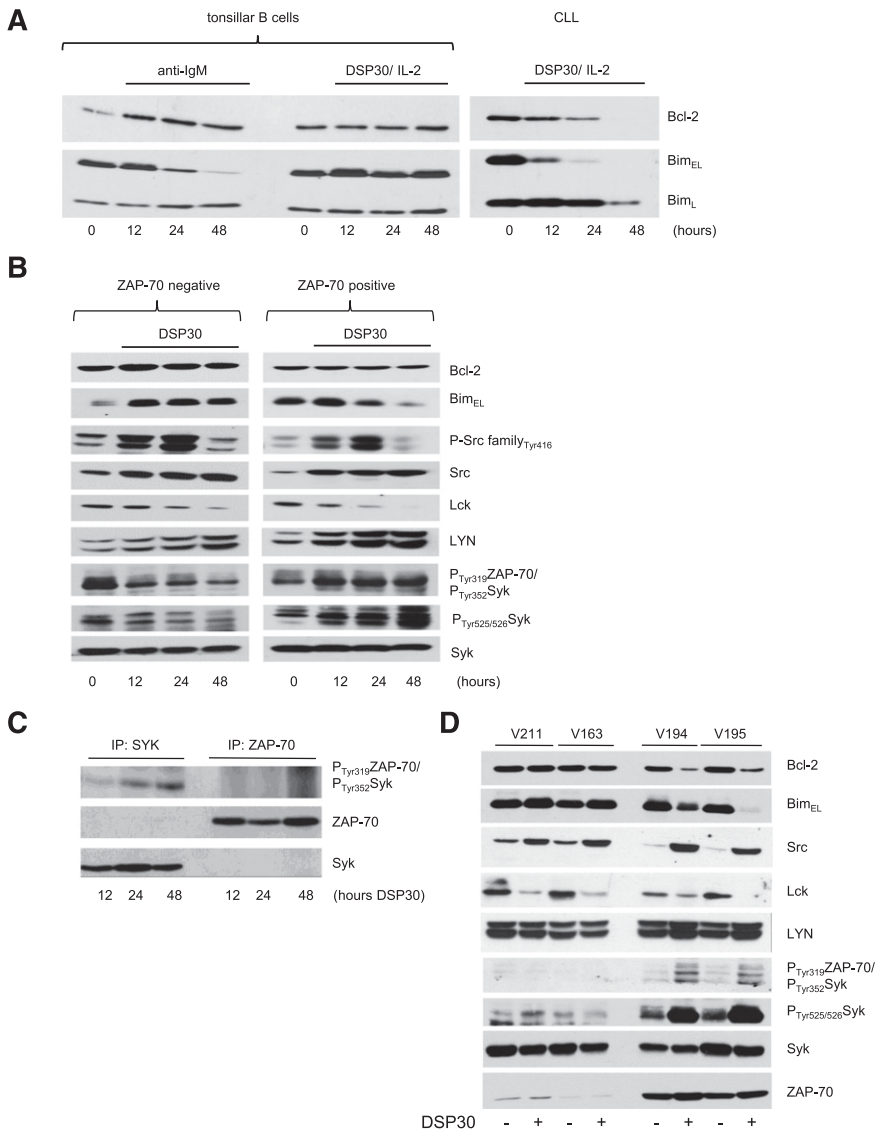 A
tonsillar B cells CLL
anti-IgM DSP30/ IL-2 DSP30/ IL-2
Bcl-2
BimEL
BimL
0 12 24 48 0 12 24 48 0 12 24 48 (hours)
B
ZAP-70 negative ZAP-70 positive
DSP30 DSP30
Bcl-2
BimEL
P-Src familyTyr416
Src
Lck
LYN
PTyr319ZAP-70/
PTyr352Syk
PTyr525/526Syk
Syk
0 12 24 48 0 12 24 48 (hours)
C
IP: SYK IP: ZAP-70
PTyr319ZAP-70/
PTyr352Syk
ZAP-70
Syk
12 24 48 12 24 48 (hours DSP30)
D
V211 V163 V194 V195
Bcl-2
BimEL
Src
Lck
LYN
PTyr319ZAP-70/
PTyr352Syk
PTyr525/526Syk
Syk
ZAP-70
DSP30 - + - + - + - +